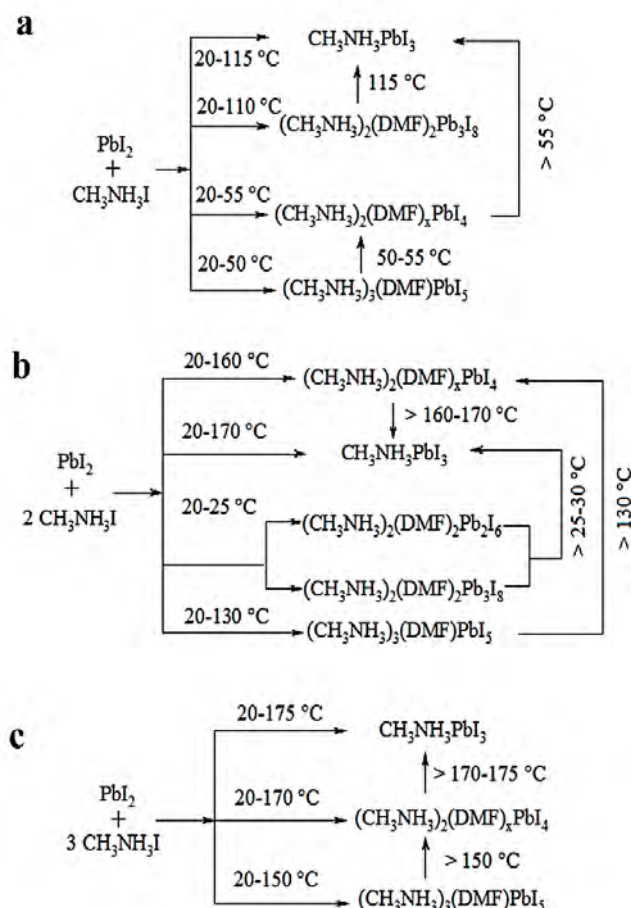 a
CH₃NH₃PbI₃
20-115 °C
115 °C
20-110 °C
(CH₃NH₃)₂(DMF)₂Pb₃I₈
> 55 °C
PbI₂
+
CH₃NH₃I
20-55 °C
(CH₃NH₃)₂(DMF)ₓPbI₄
20-50 °C
50-55 °C
(CH₃NH₃)₃(DMF)PbI₅
b
20-160 °C
(CH₃NH₃)₂(DMF)ₓPbI₄
> 160-170 °C
20-170 °C
CH₃NH₃PbI₃
PbI₂
+
2 CH₃NH₃I
20-25 °C
(CH₃NH₃)₂(DMF)₂Pb₂I₆
> 25-30 °C
> 130 °C
(CH₃NH₃)₂(DMF)₂Pb₃I₈
20-130 °C
(CH₃NH₃)₃(DMF)PbI₅
c
20-175 °C
CH₃NH₃PbI₃
> 170-175 °C
PbI₂
+
3 CH₃NH₃I
20-170 °C
(CH₃NH₃)₂(DMF)ₓPbI₄
20-150 °C
> 150 °C
(CH₃NH₃)₃(DMF)PbI₅